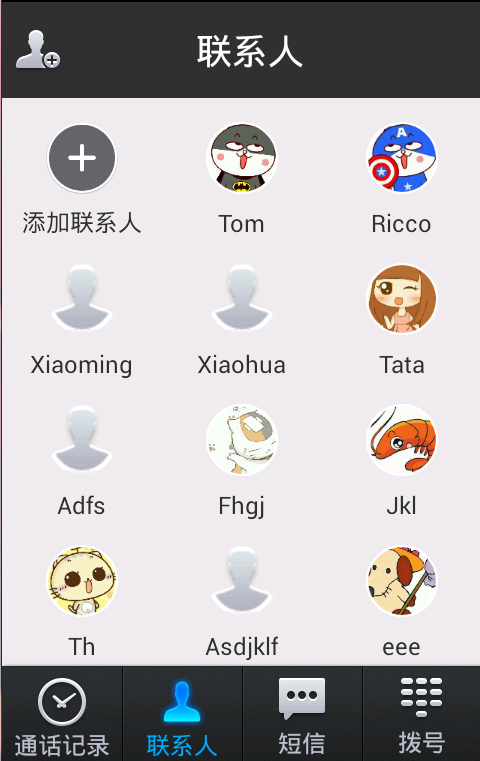 联系人
添加联系人
Tom
Ricco
Xiaoming
Xiaohua
Tata
Adfs
Fhgj
Jkl
Th
Asdjklf
eee
通话记录
联系人
短信
拨号